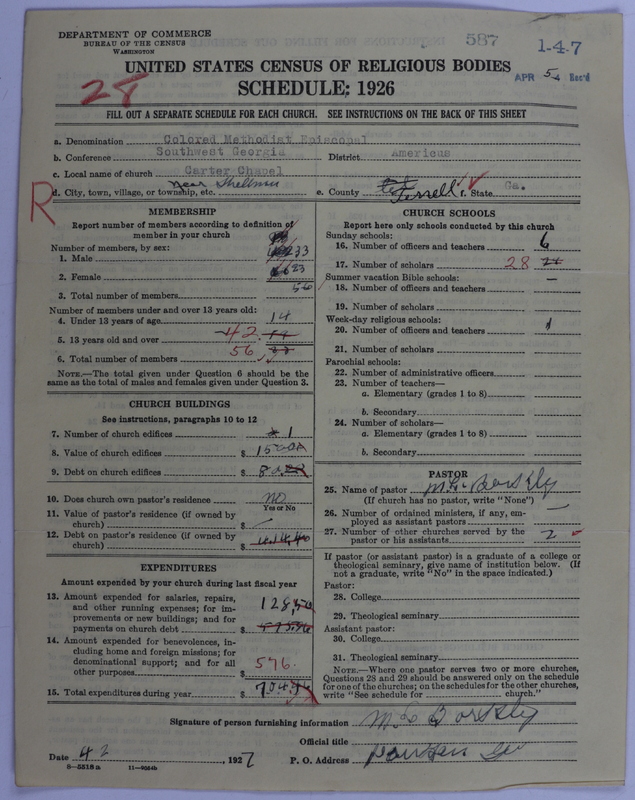 DEPARTMENT OF COMMERCE
BUREAU OF THE CENSUS
WASHINGTON
587
1-4-7
APR 5 Rec'd
UNITED STATES CENSUS OF RELIGIOUS BODIES
28
SCHEDULE: 1926
FILL OUT A SEPARATE SCHEDULE FOR EACH CHURCH. SEE INSTRUCTIONS ON THE BACK OF THIS SHEET
a. Denomination Colored Methodist Episcopal
b. Conference Southwest Georgia District Americus
c. Local name of church Carter Chapel
R
d. City, town, village, or township, etc. Near Shellman e. County Terrell f. State Ga.
MEMBERSHIP
Report number of members according to definition of
member in your church
Number of members, by sex:
1. Male 33
2. Female 23
3. Total number of members 56
Number of members under and over 13 years old:
4. Under 13 years of age 14
5. 13 years old and over 42
6. Total number of members 56
NOTE.—The total given under Question 6 should be the
same as the total of males and females given under Question 3.
CHURCH BUILDINGS
See instructions, paragraphs 10 to 12
7. Number of church edifices 1
8. Value of church edifices $
9. Debt on church edifices $
10. Does church own pastor's residence no
Yes or No
11. Value of pastor's residence (if owned by
church) $
12. Debt on pastor's residence (if owned by
church) $
EXPENDITURES
Amount expended by your church during last fiscal year
13. Amount expended for salaries, repairs,
and other running expenses; for im-
provements or new buildings; and for
payments on church debt $ 128
14. Amount expended for benevolences, in-
cluding home and foreign missions; for
denominational support; and for all
other purposes $ 576.
15. Total expenditures during year $ 704
CHURCH SCHOOLS
Report here only schools conducted by this church
Sunday schools:
16. Number of officers and teachers 6
17. Number of scholars 28
Summer vacation Bible schools:
18. Number of officers and teachers —
19. Number of scholars
Week-day religious schools:
20. Number of officers and teachers
21. Number of scholars
Parochial schools:
22. Number of administrative officers
23. Number of teachers—
a. Elementary (grades 1 to 8)
b. Secondary
24. Number of scholars—
a. Elementary (grades 1 to 8)
b. Secondary
PASTOR
25. Name of pastor
(If church has no pastor, write "None")
26. Number of ordained ministers, if any, em-
ployed as assistant pastors —
27. Number of other churches served by the
pastor or his assistants 2
If pastor (or assistant pastor) is a graduate of a college or
theological seminary, give name of institution below. (If
not a graduate, write "No" in the space indicated.)
Pastor:
28. College
29. Theological seminary
Assistant pastor:
30. College
31. Theological seminary
NOTE.—Where one pastor serves two or more churches,
Questions 28 and 29 should be answered only on the schedule
for one of the churches; on the schedules for the other churches,
write "See schedule for church."
Signature of person furnishing information
Official title
Date 4 2, 1927 P. O. Address
8—5518a 11—9564b